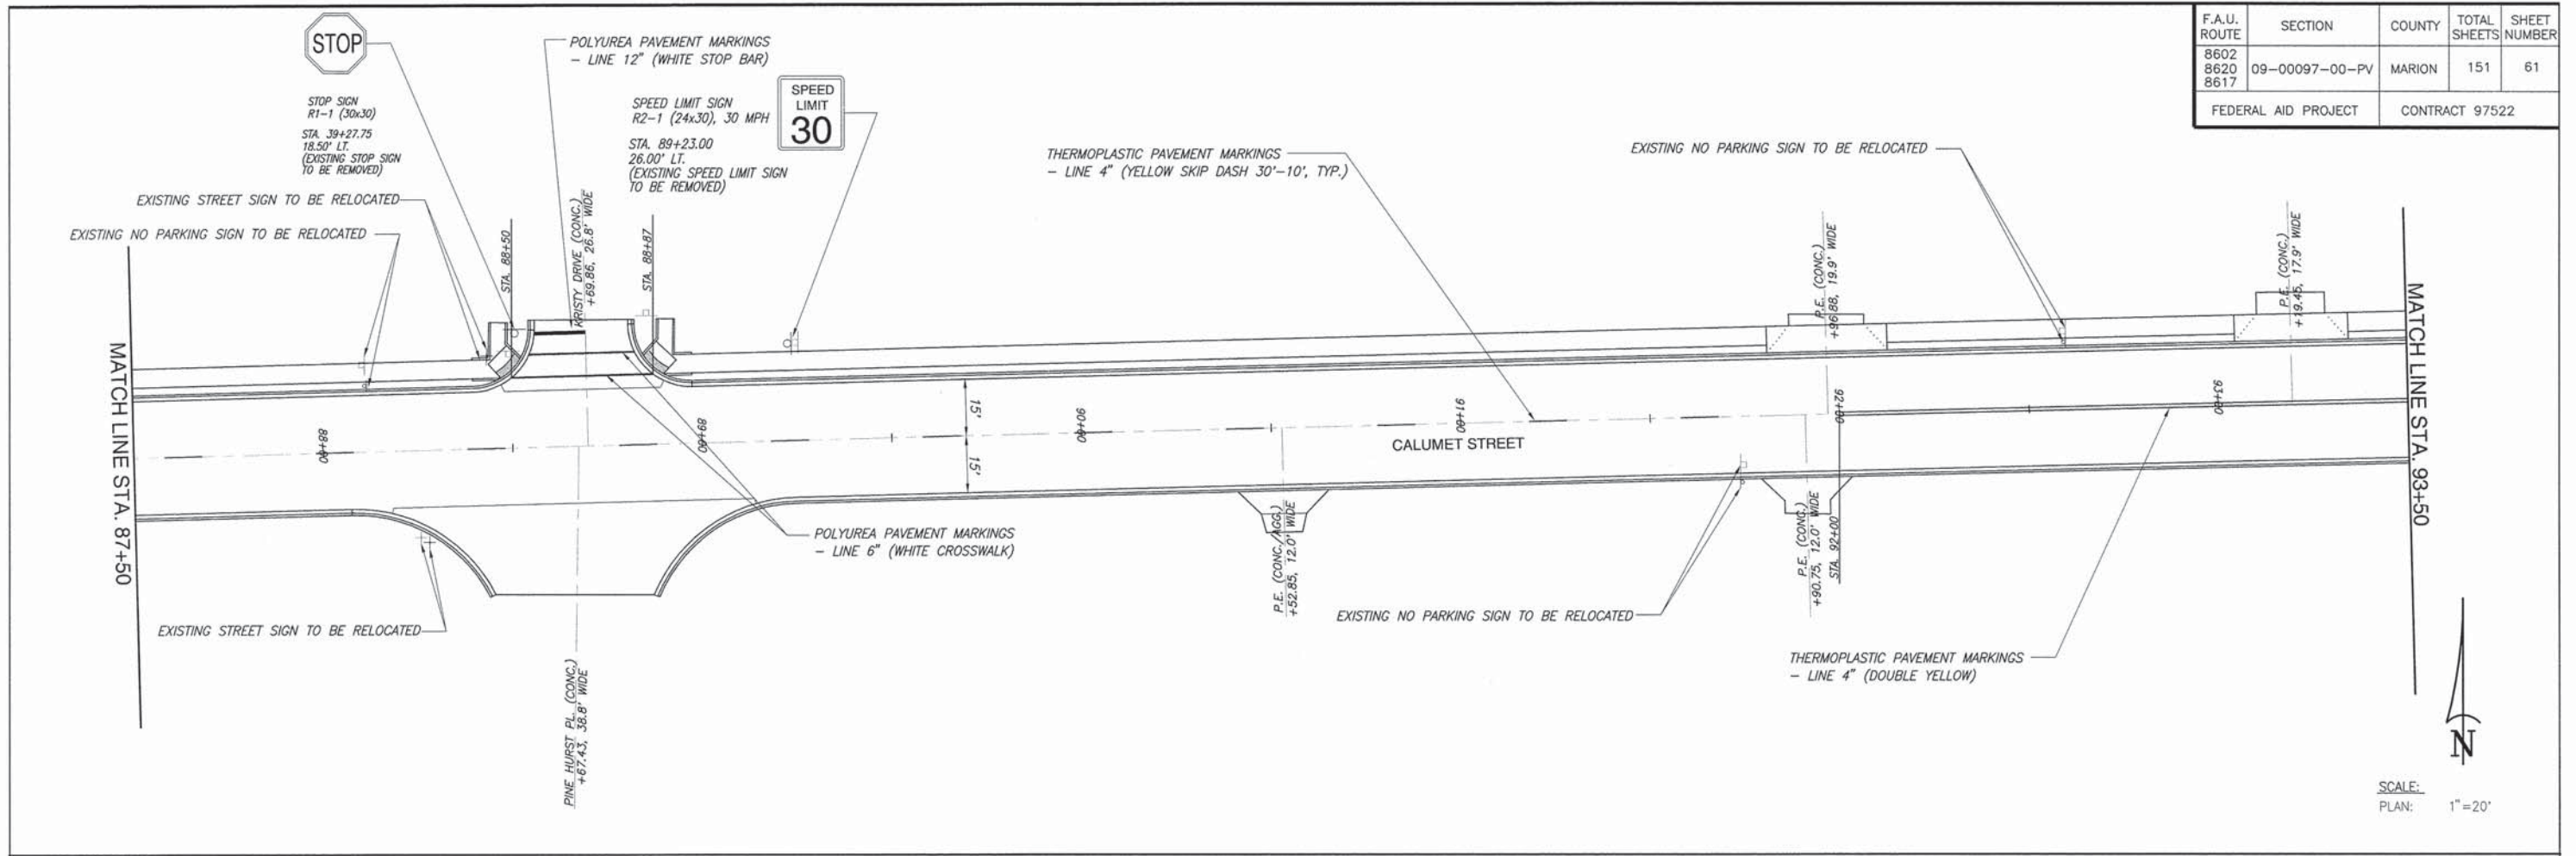 F.A.U. ROUTE SECTION COUNTY TOTAL SHEETS SHEET NUMBER
8602
8620 09-00097-00-PV MARION 151 61
8617
FEDERAL AID PROJECT CONTRACT 97522
STOP
POLYUREA PAVEMENT MARKINGS
- LINE 12" (WHITE STOP BAR)
STOP SIGN
R1-1 (30x30)
STA. 39+27.75
18.50' LT.
(EXISTING STOP SIGN
TO BE REMOVED)
SPEED LIMIT SIGN
R2-1 (24x30), 30 MPH
STA. 89+23.00
26.00' LT.
(EXISTING SPEED LIMIT SIGN
TO BE REMOVED)
SPEED
LIMIT
30
THERMOPLASTIC PAVEMENT MARKINGS
- LINE 4" (YELLOW SKIP DASH 30'-10', TYP.)
EXISTING NO PARKING SIGN TO BE RELOCATED
EXISTING STREET SIGN TO BE RELOCATED
EXISTING NO PARKING SIGN TO BE RELOCATED
STA. 88+50
KRISTY DRIVE (CONC.)
+69.86, 26.8' WIDE
STA. 88+87
P.E. (CONC.)
+96.88, 19.9' WIDE
P.E. (CONC.)
+19.45, 17.9' WIDE
MATCH LINE STA. 87+50
MATCH LINE STA. 93+50
88+00
89+00
15'
15'
90+00
91+00
92+00
93+00
CALUMET STREET
POLYUREA PAVEMENT MARKINGS
- LINE 6" (WHITE CROSSWALK)
P.E. (CONC./AGG.)
+52.85, 12.0' WIDE
P.E. (CONC.)
+90.75, 12.0' WIDE
STA. 92+00
EXISTING NO PARKING SIGN TO BE RELOCATED
EXISTING STREET SIGN TO BE RELOCATED
PINE HURST PL. (CONC.)
+67.43, 38.8' WIDE
THERMOPLASTIC PAVEMENT MARKINGS
- LINE 4" (DOUBLE YELLOW)
N
SCALE:
PLAN: 1"=20'